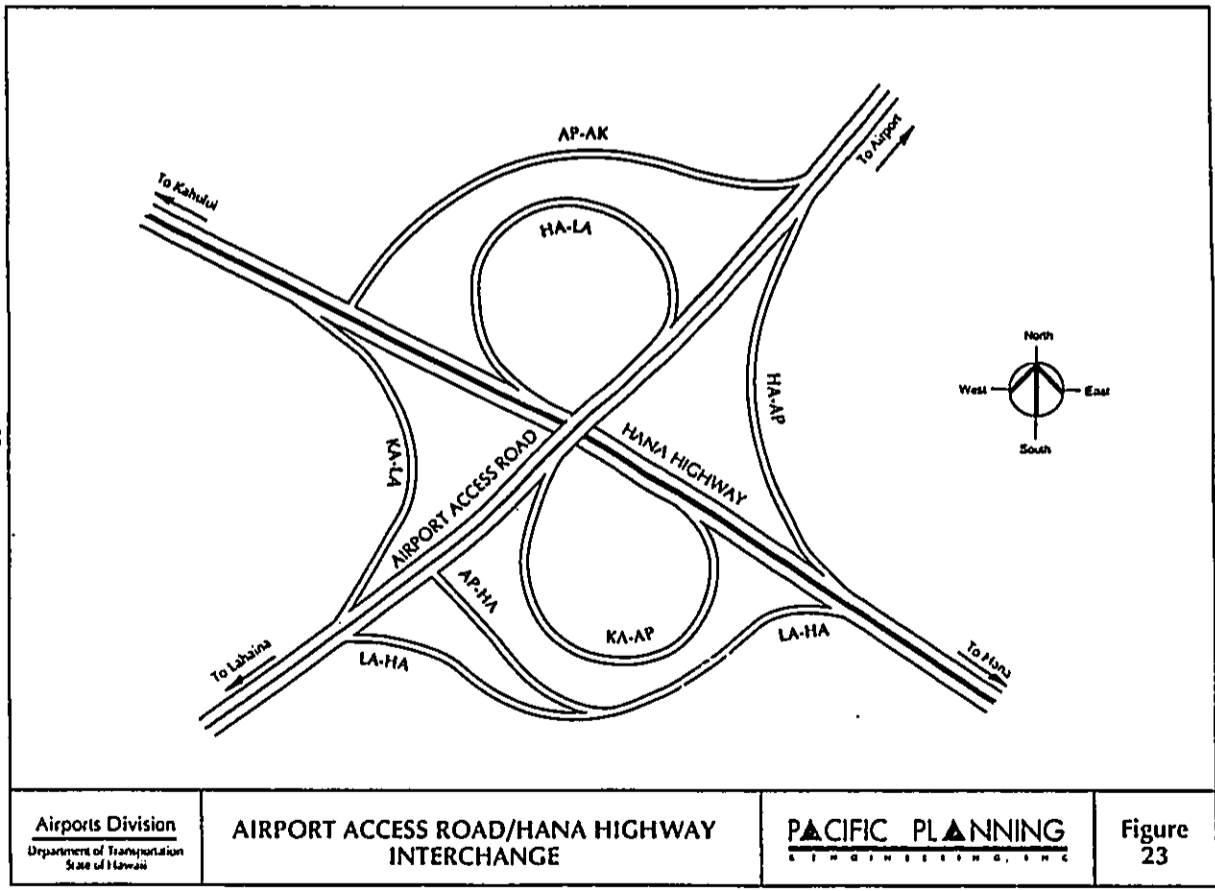 AP-AK
To Airport
To Kahului
HA-LA
North
West
East
South
HA-AP
KA-LA
AIRPORT ACCESS ROAD
HANA HIGHWAY
AP-HA
KA-AP
LA-HA
LA-HA
To Lahaina
To Hana
Airports Division
Department of Transportation
State of Hawaii
AIRPORT ACCESS ROAD/HANA HIGHWAY
INTERCHANGE
PACIFIC PLANNING
& ENGINEERING, INC
Figure
23